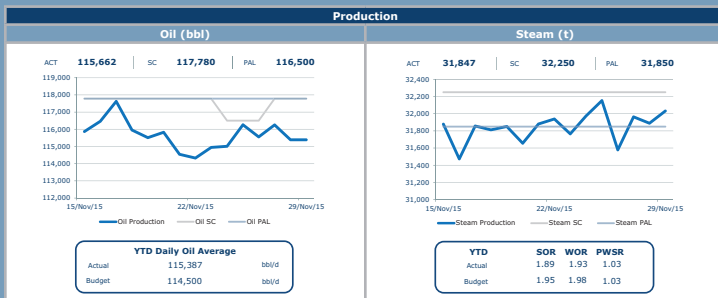 Production
Oil (bbl)
ACT 115,662 SC 117,780 PAL 116,500
119,000
118,000
117,000
116,000
115,000
114,000
113,000
112,000
15/Nov/15 22/Nov/15 29/Nov/15
Oil Production Oil SC Oil PAL
YTD Daily Oil Average
Actual 115,387 bbl/d
Budget 114,500 bbl/d
Steam (t)
ACT 31,847 SC 32,250 PAL 31,850
32,400
32,200
32,000
31,800
31,600
31,400
31,200
31,000
15/Nov/15 22/Nov/15 29/Nov/15
Steam Production Steam SC Steam PAL
YTD SOR WOR PWSR
Actual 1.89 1.93 1.03
Budget 1.95 1.98 1.03